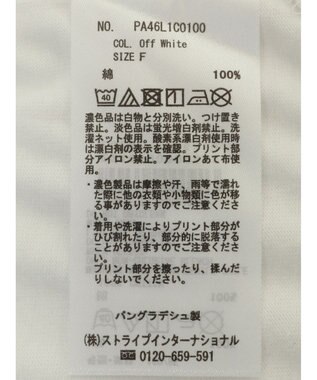 NO. PA46L1C0100
COL. Off White
SIZE F
綿 100%
40
濃色品は白物と分別洗い。つけ置き
禁止。淡色品は蛍光増白剤禁止。洗
濯ネット使用。酸素系漂白剤使用時
は漂白剤の表示を確認。プリント部
分アイロン禁止。アイロンあて布使
用。
・濃色製品は摩擦や汗、雨等で濡れ
た際に他の衣類や小物類に色が移
る事がありますのでご注意くださ
い。
・着用や洗濯によりプリント部分が
ひび割れたり、部分的に脱落する
ことがありますのでご注意くださ
い。
プリント部分を擦ったり、揉んだ
りしないでください。
バングラデシュ製
(株)ストライプインターナショナル
☎ 0120-659-591